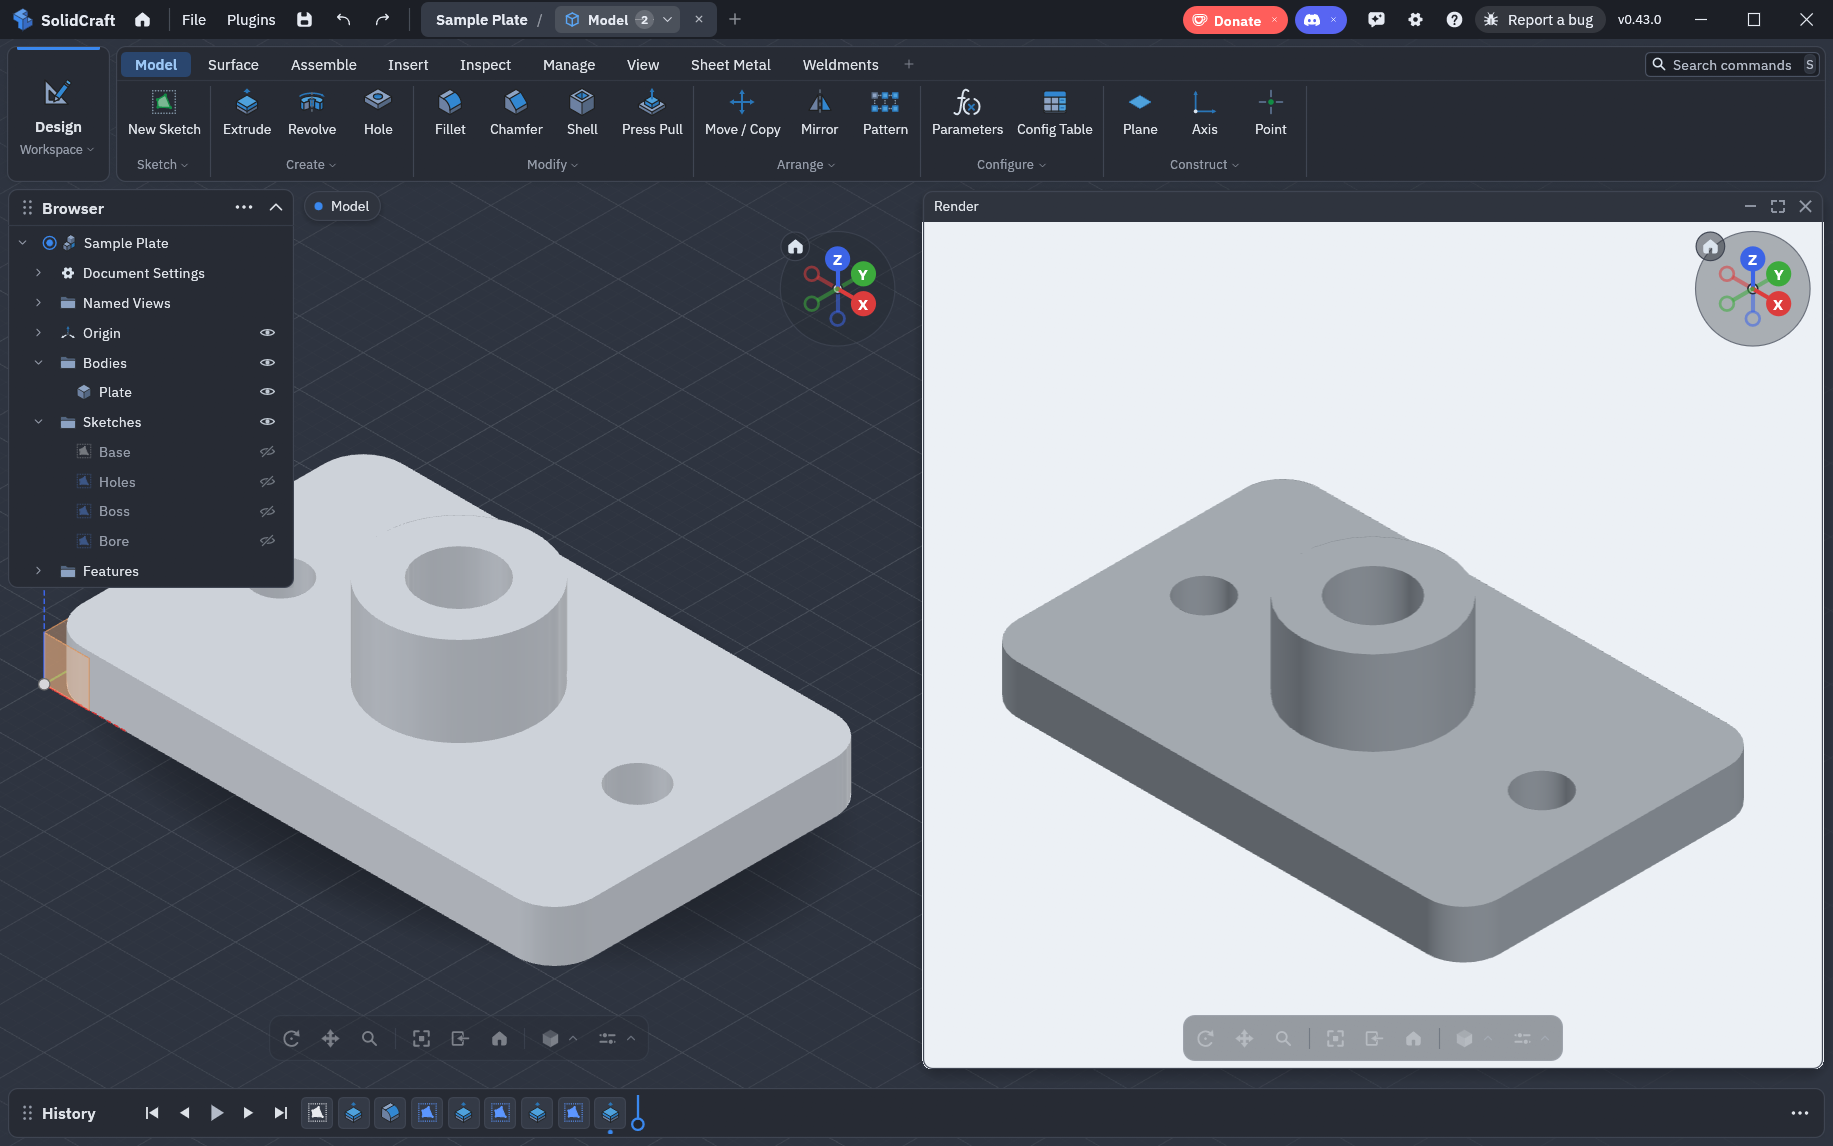 SolidCraft
File
Plugins
Sample Plate / Model 2
Donate
Report a bug
v0.43.0
Design
Workspace
Model
Surface
Assemble
Insert
Inspect
Manage
View
Sheet Metal
Weldments
Search commands S
New Sketch
Extrude
Revolve
Hole
Fillet
Chamfer
Shell
Press Pull
Move / Copy
Mirror
Pattern
Parameters
Config Table
Plane
Axis
Point
Sketch
Create
Modify
Arrange
Configure
Construct
Browser
Sample Plate
Document Settings
Named Views
Origin
Bodies
Plate
Sketches
Base
Holes
Boss
Bore
Features
Model
Z
Y
X
Render
Z
Y
X
History